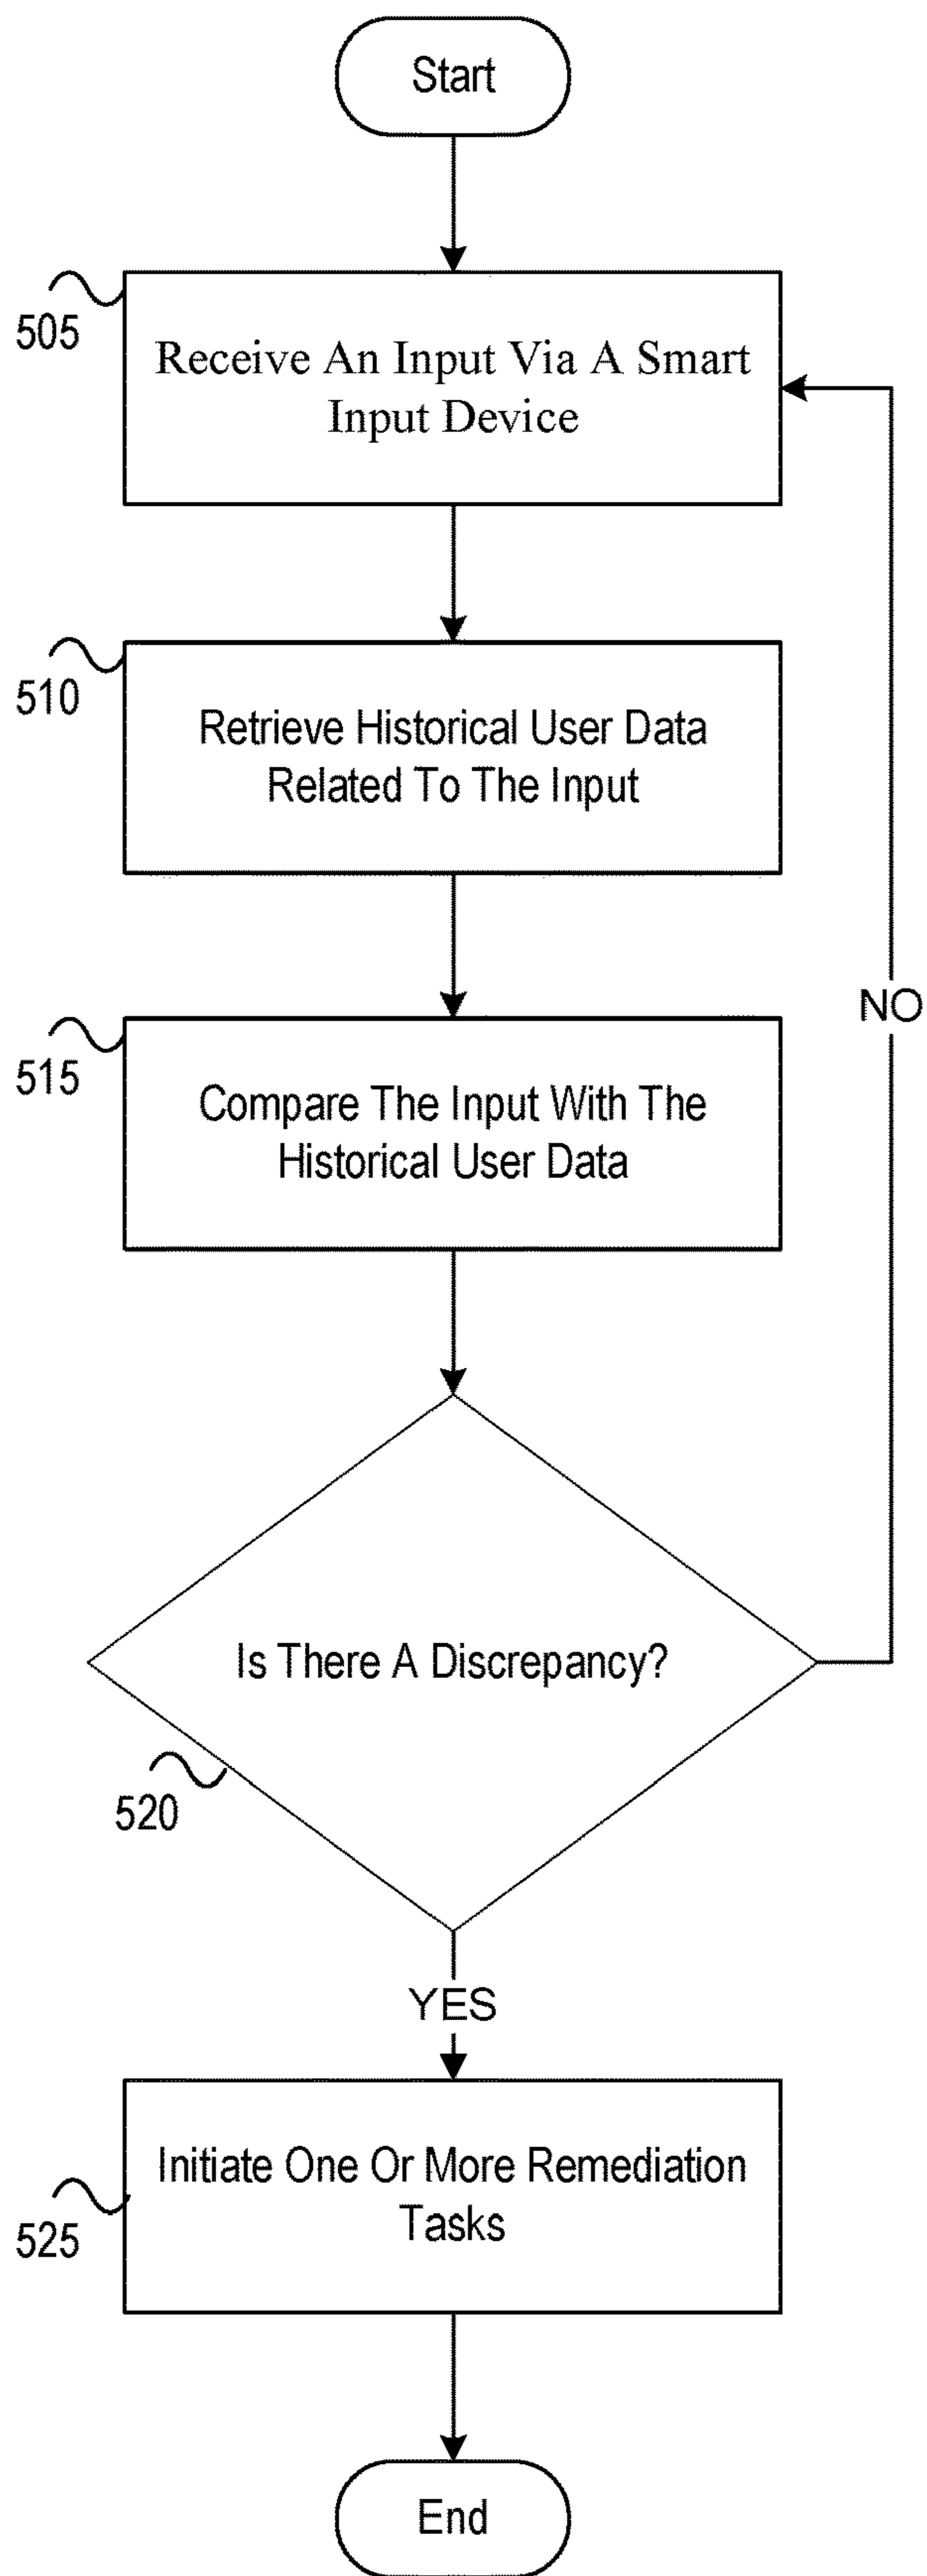 Start
505
Receive An Input Via A Smart
Input Device
510
Retrieve Historical User Data
Related To The Input
515
Compare The Input With The
Historical User Data
NO
Is There A Discrepancy?
520
YES
525
Initiate One Or More Remediation
Tasks
End